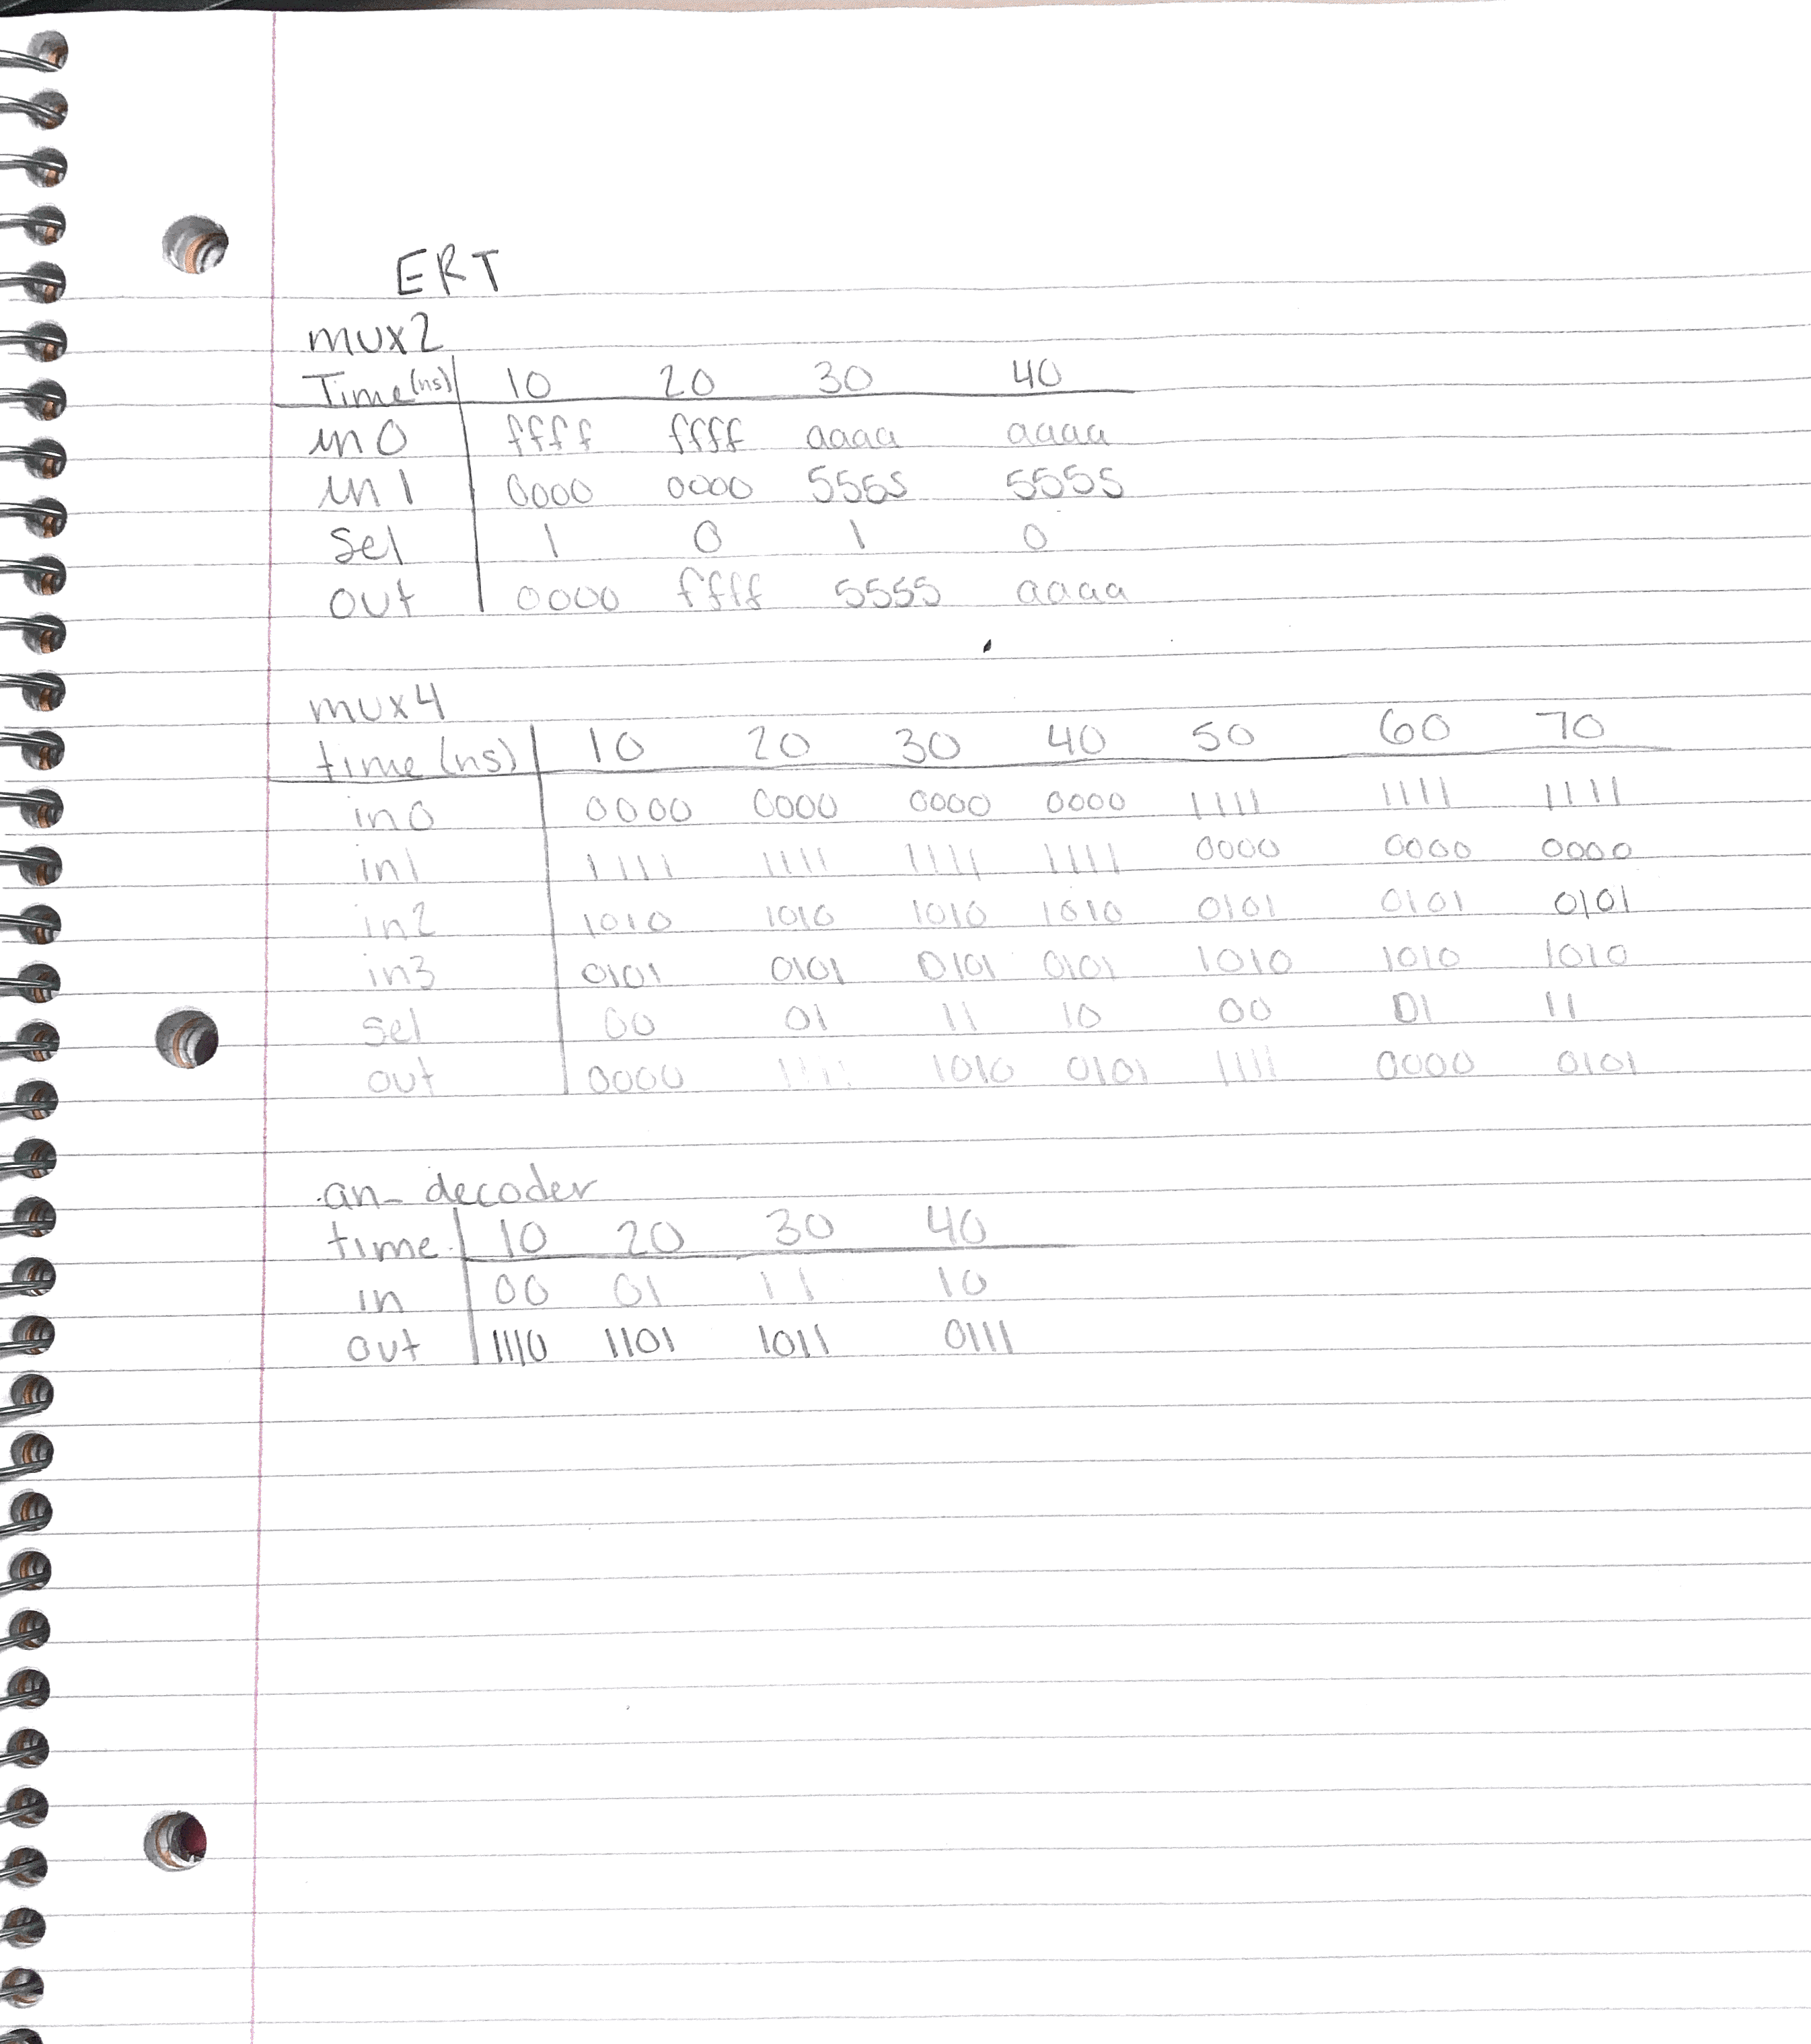 ERT
mux2
Time(ns) 10 20 30 40
in0 ffff ffff aaaa aaaa
in1 0000 0000 5555 5555
Sel 1 0 1 0
out 0000 ffff 5555 aaaa
mux4
time (ns) 10 20 30 40 50 60 70
in0 0000 0000 0000 0000 1111 1111 1111
in1 1111 1111 1111 1111 0000 0000 0000
in2 1010 1010 1010 1010 0101 0101 0101
in3 0101 0101 0101 0101 1010 1010 1010
sel 00 01 11 10 00 01 11
out 0000 1111 1010 0101 1111 0000 0101
an_decoder
time 10 20 30 40
in 00 01 11 10
out 1110 1101 1011 0111